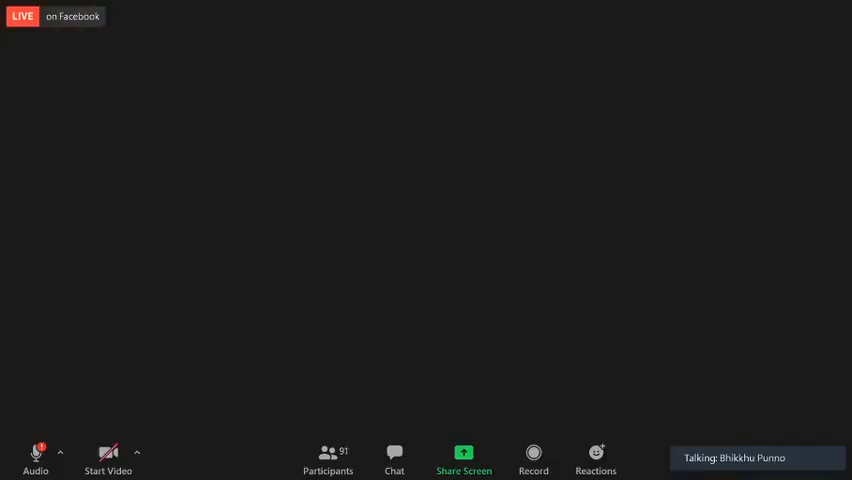 LIVE on Facebook
91
Audio Start Video Participants Chat Share Screen Record Reactions
Talking: Bhikkhu Punno